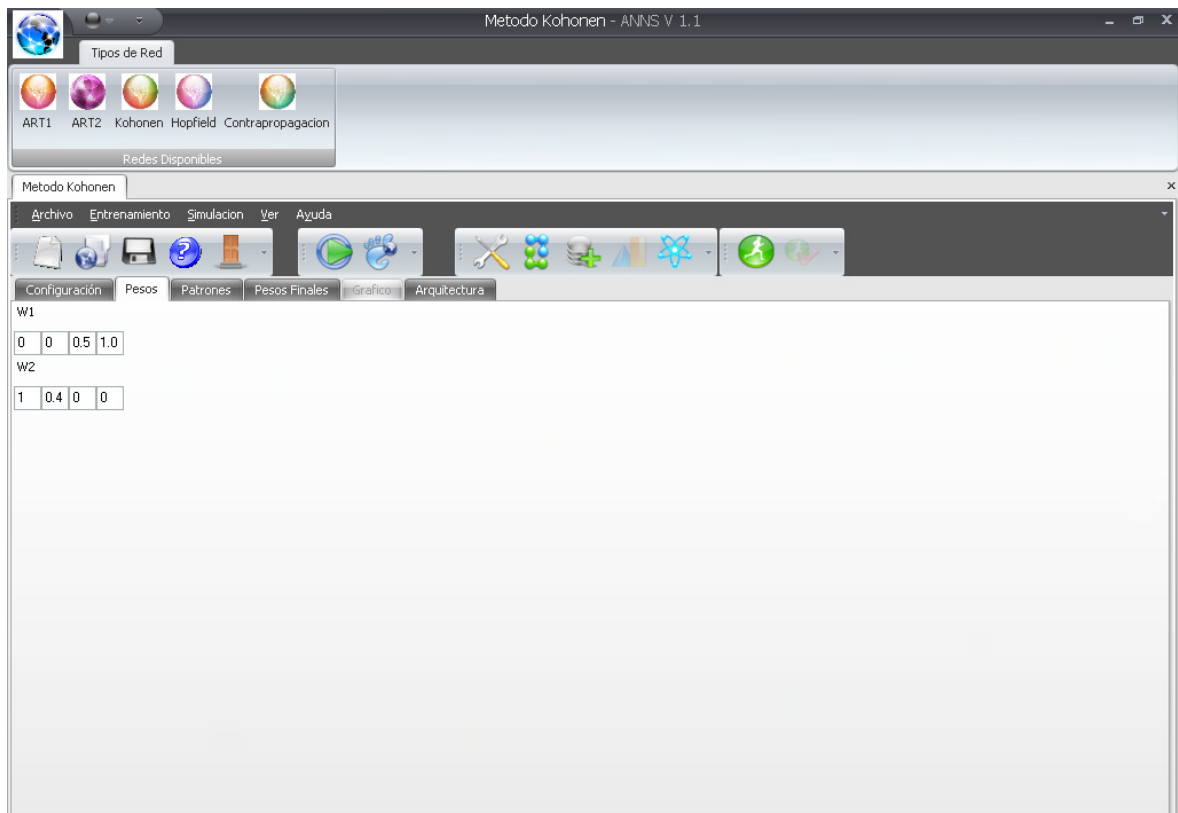 Metodo Kohonen - ANNS V 1.1
Tipos de Red
ART1 ART2 Kohonen Hopfield Contrapropagacion
Redes Disponibles
Metodo Kohonen
Archivo Entrenamiento Simulacion Ver Ayuda
Configuración Pesos Patrones Pesos Finales Grafico Arquitectura
W1
0 0 0.5 1.0
W2
1 0.4 0 0